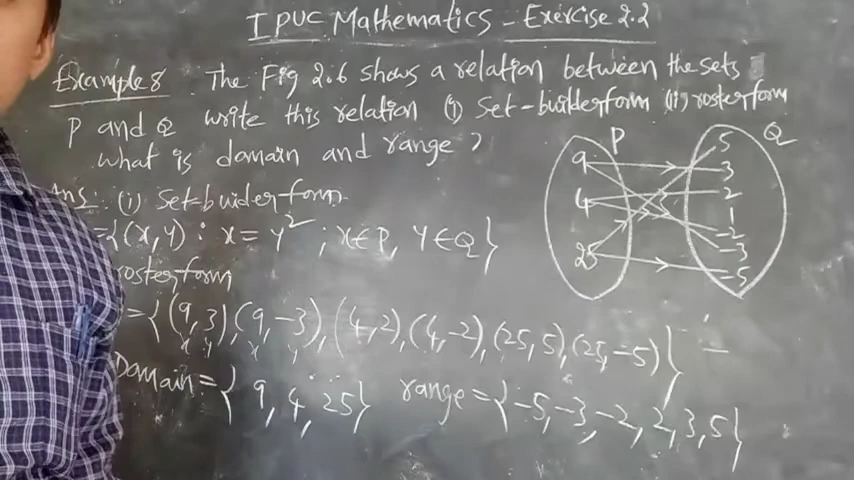 I PUC Mathematics - Exercise 2.2
Example 8 The Fig 2.6 shows a relation between the sets
P and Q write this relation (i) Set-builder form (ii) roster form
what is domain and range?
P
Q
9
4
25
5
3
2
1
-2
-3
-5
Ans: (i) Set-builder form
={(x,y) : x = y² ; x∈P, y∈Q}
roster form
={(9,3),(9,-3),(4,2),(4,-2),(25,5),(25,-5)}
x y x y
Domain = {9, 4, 25} range = {-5,-3,-2,2,3,5}